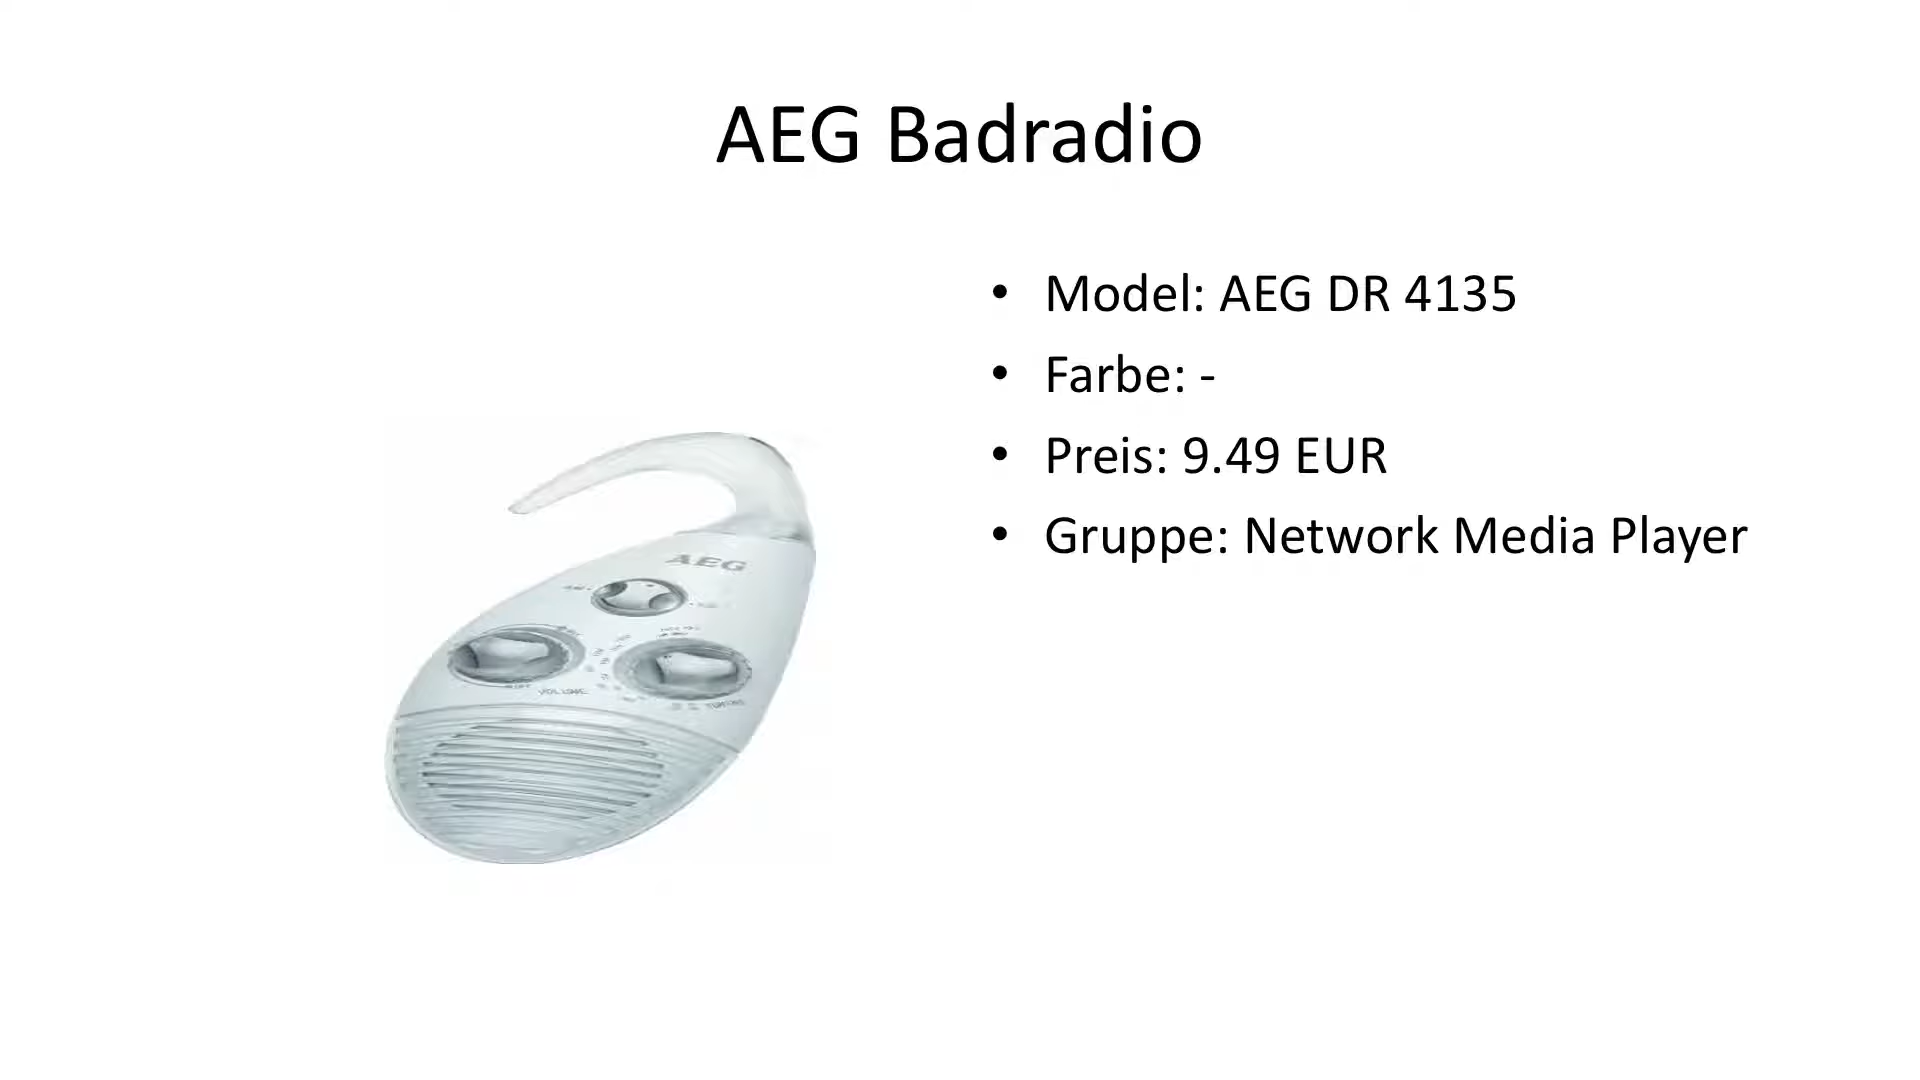 AEG Badradio
• Model: AEG DR 4135
• Farbe: -
• Preis: 9.49 EUR
• Gruppe: Network Media Player
AEG
VOLUME
TUNING